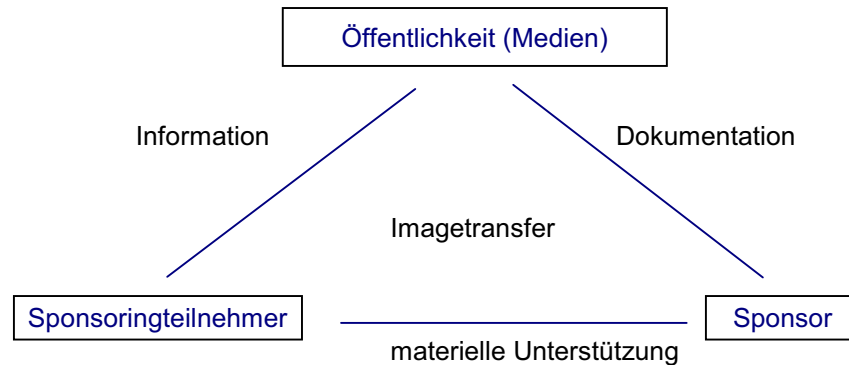 Öffentlichkeit (Medien)
Information
Dokumentation
Imagetransfer
Sponsoringteilnehmer
Sponsor
materielle Unterstützung